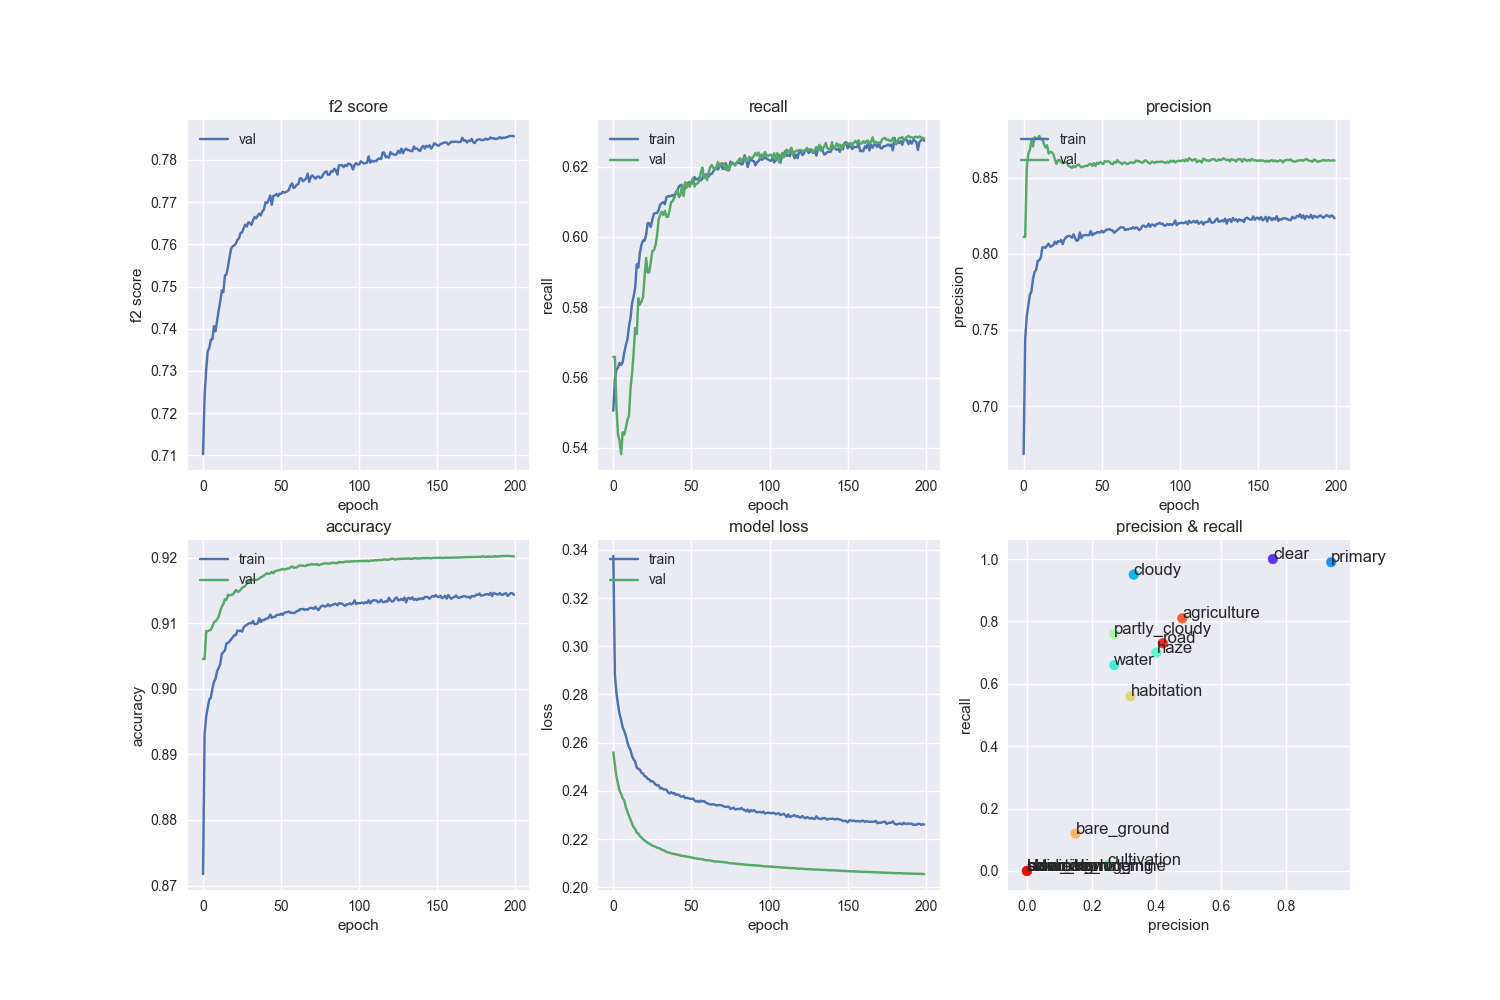 f2 score
val
f2 score
0.78
0.77
0.76
0.75
0.74
0.73
0.72
0.71
0 50 100 150 200
epoch
recall
train
val
recall
0.62
0.60
0.58
0.56
0.54
0 50 100 150 200
epoch
precision
train
val
precision
0.85
0.80
0.75
0.70
0 50 100 150 200
epoch
accuracy
train
val
accuracy
0.92
0.91
0.90
0.89
0.88
0.87
0 50 100 150 200
epoch
model loss
train
val
loss
0.34
0.32
0.30
0.28
0.26
0.24
0.22
0.20
0 50 100 150 200
epoch
precision & recall
recall
1.0
0.8
0.6
0.4
0.2
0.0
clear
primary
cloudy
agriculture
partly_cloudy
road
haze
water
habitation
bare_ground
cultivation
0.0 0.2 0.4 0.6 0.8
precision